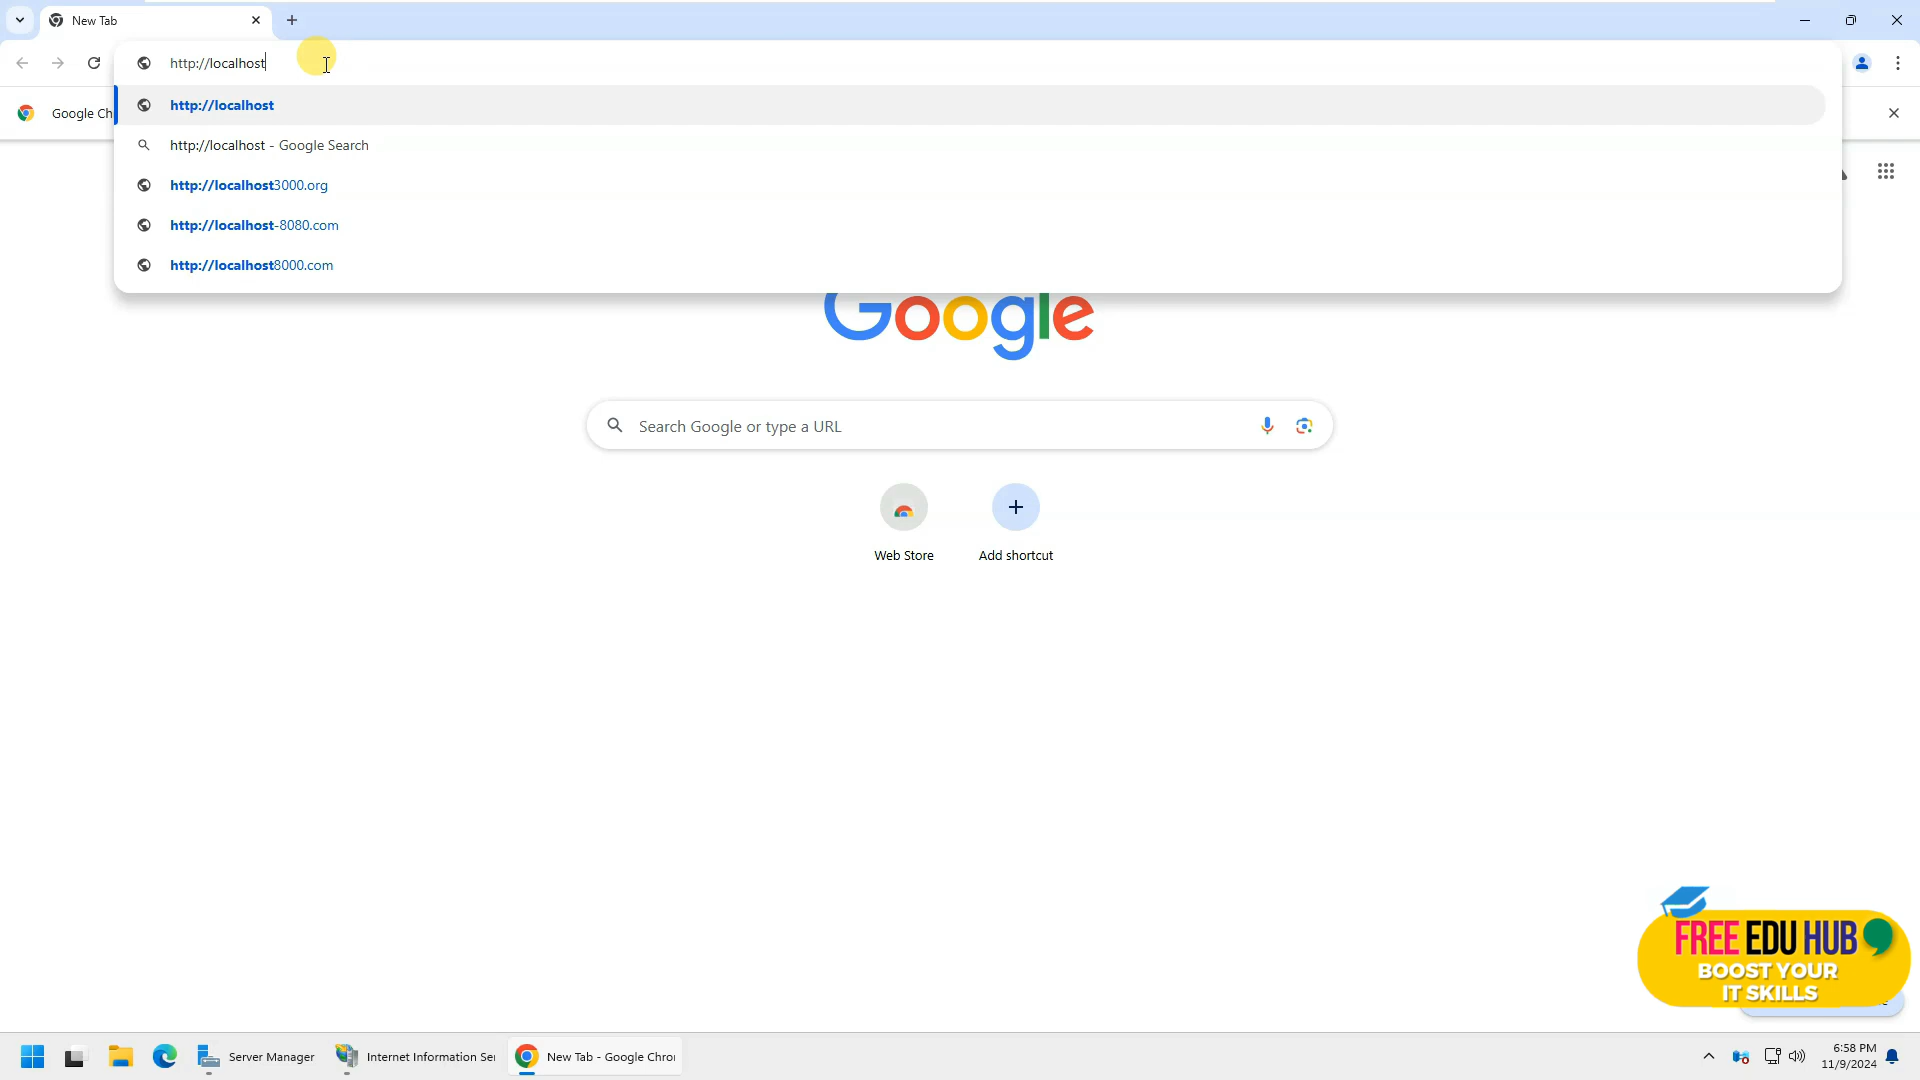 New Tab
http://localhost
http://localhost
Google Ch
http://localhost - Google Search
http://localhost3000.org
http://localhost-8080.com
http://localhost8000.com
Google
Search Google or type a URL
Web Store
Add shortcut
FREE EDU HUB
BOOST YOUR
IT SKILLS
Server Manager
Internet Information Ser
New Tab - Google Chro
6:58 PM
11/9/2024